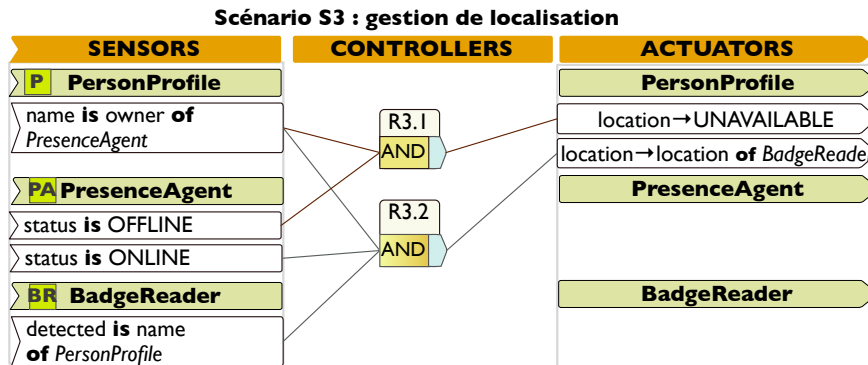 Scénario S3 : gestion de localisation
SENSORS
CONTROLLERS
ACTUATORS
P PersonProfile
name is owner of
PresenceAgent
PA PresenceAgent
status is OFFLINE
status is ONLINE
BR BadgeReader
detected is name
of PersonProfile
R3.1
AND
R3.2
AND
PersonProfile
location→UNAVAILABLE
location→location of BadgeReade
PresenceAgent
BadgeReader